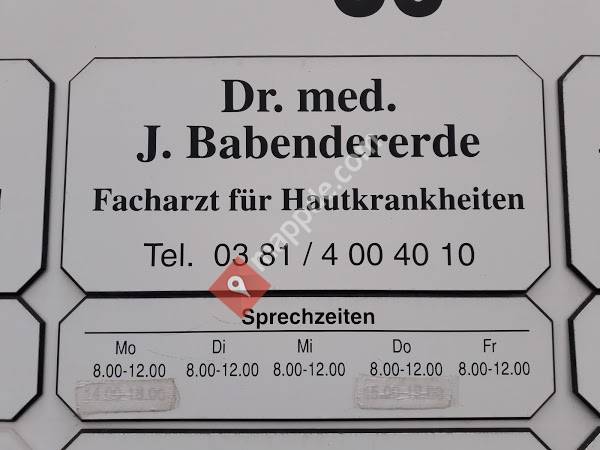 Dr. med.
J. Babendererde
Facharzt für Hautkrankheiten
Tel. 03 81 / 4 00 40 10
mapple.com
Sprechzeiten
Mo Di Mi Do Fr
8.00-12.00 8.00-12.00 8.00-12.00 8.00-12.00 8.00-12.00